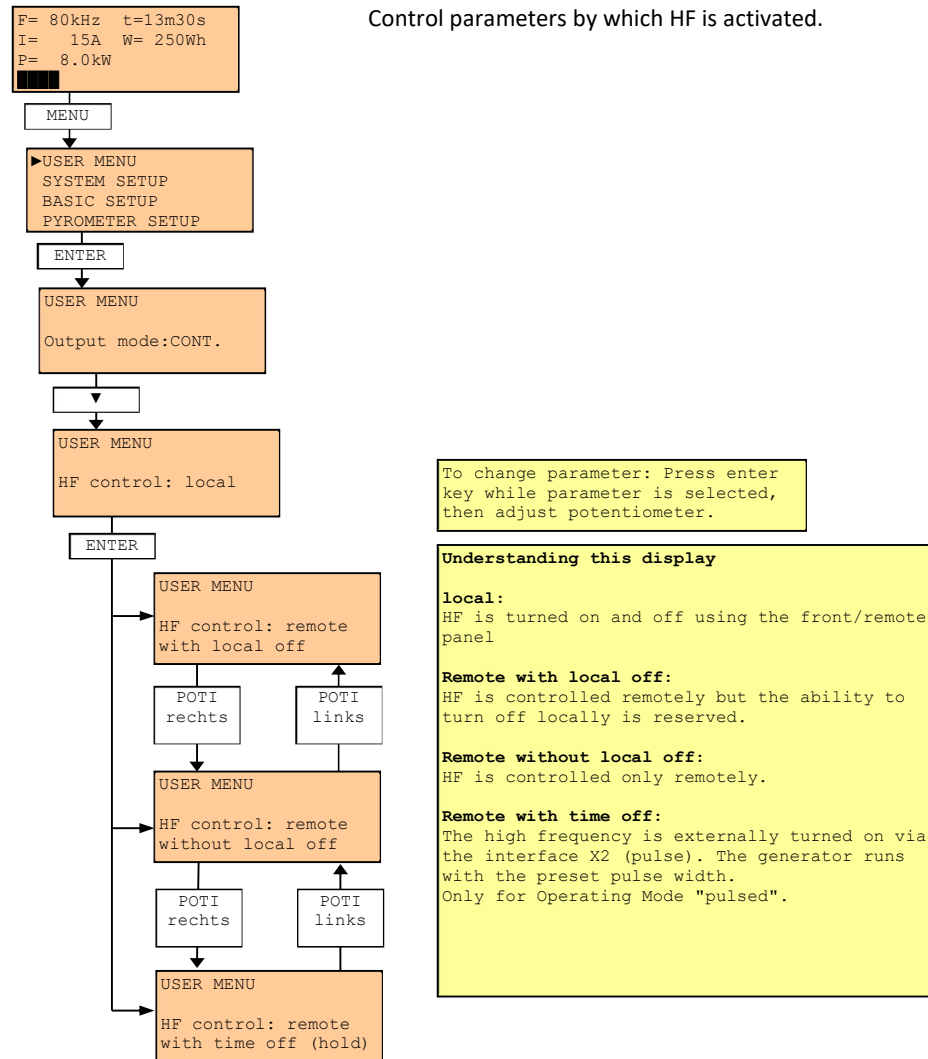 Control parameters by which HF is activated.
F= 80kHz t=13m30s
I= 15A W= 250Wh
P= 8.0kW
MENU
►USER MENU
SYSTEM SETUP
BASIC SETUP
PYROMETER SETUP
ENTER
USER MENU
Output mode:CONT.
▼
USER MENU
HF control: local
ENTER
USER MENU
HF control: remote
with local off
POTI
rechts
POTI
links
USER MENU
HF control: remote
without local off
POTI
rechts
POTI
links
USER MENU
HF control: remote
with time off (hold)
To change parameter: Press enter
key while parameter is selected,
then adjust potentiometer.
Understanding this display
local:
HF is turned on and off using the front/remote
panel
Remote with local off:
HF is controlled remotely but the ability to
turn off locally is reserved.
Remote without local off:
HF is controlled only remotely.
Remote with time off:
The high frequency is externally turned on via
the interface X2 (pulse). The generator runs
with the preset pulse width.
Only for Operating Mode "pulsed".